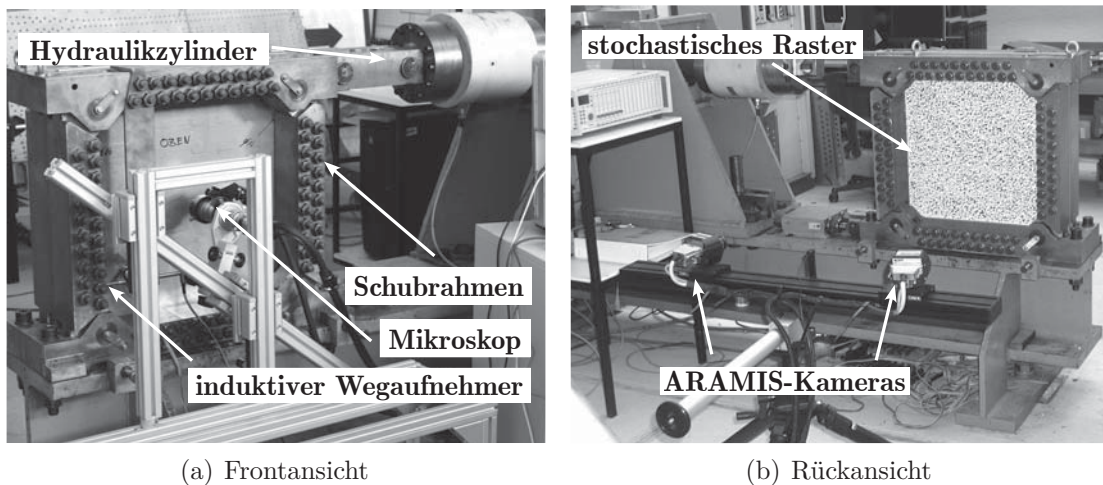 Hydraulikzylinder
OBEN
Schubrahmen
Mikroskop
induktiver Wegaufnehmer
(a) Frontansicht
stochastisches Raster
ARAMIS-Kameras
(b) Rückansicht